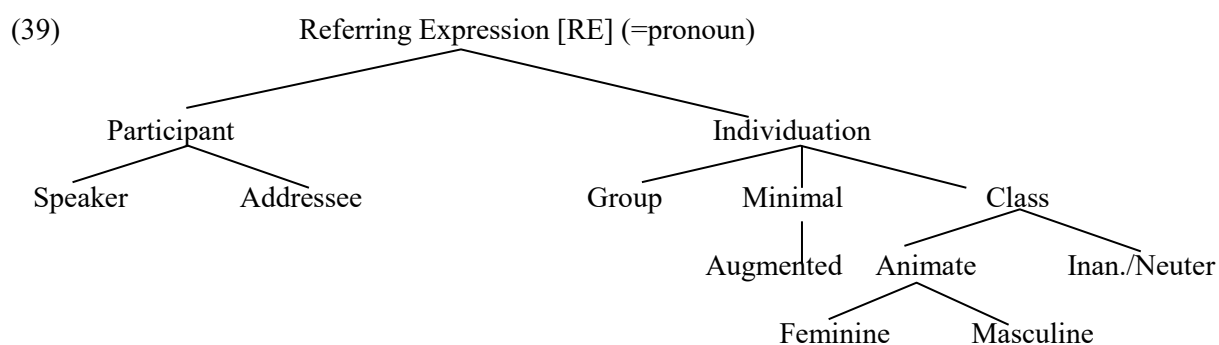 (39) Referring Expression [RE] (=pronoun)
Participant Individuation
Speaker Addressee Group Minimal Class
Augmented Animate Inan./Neuter
Feminine Masculine